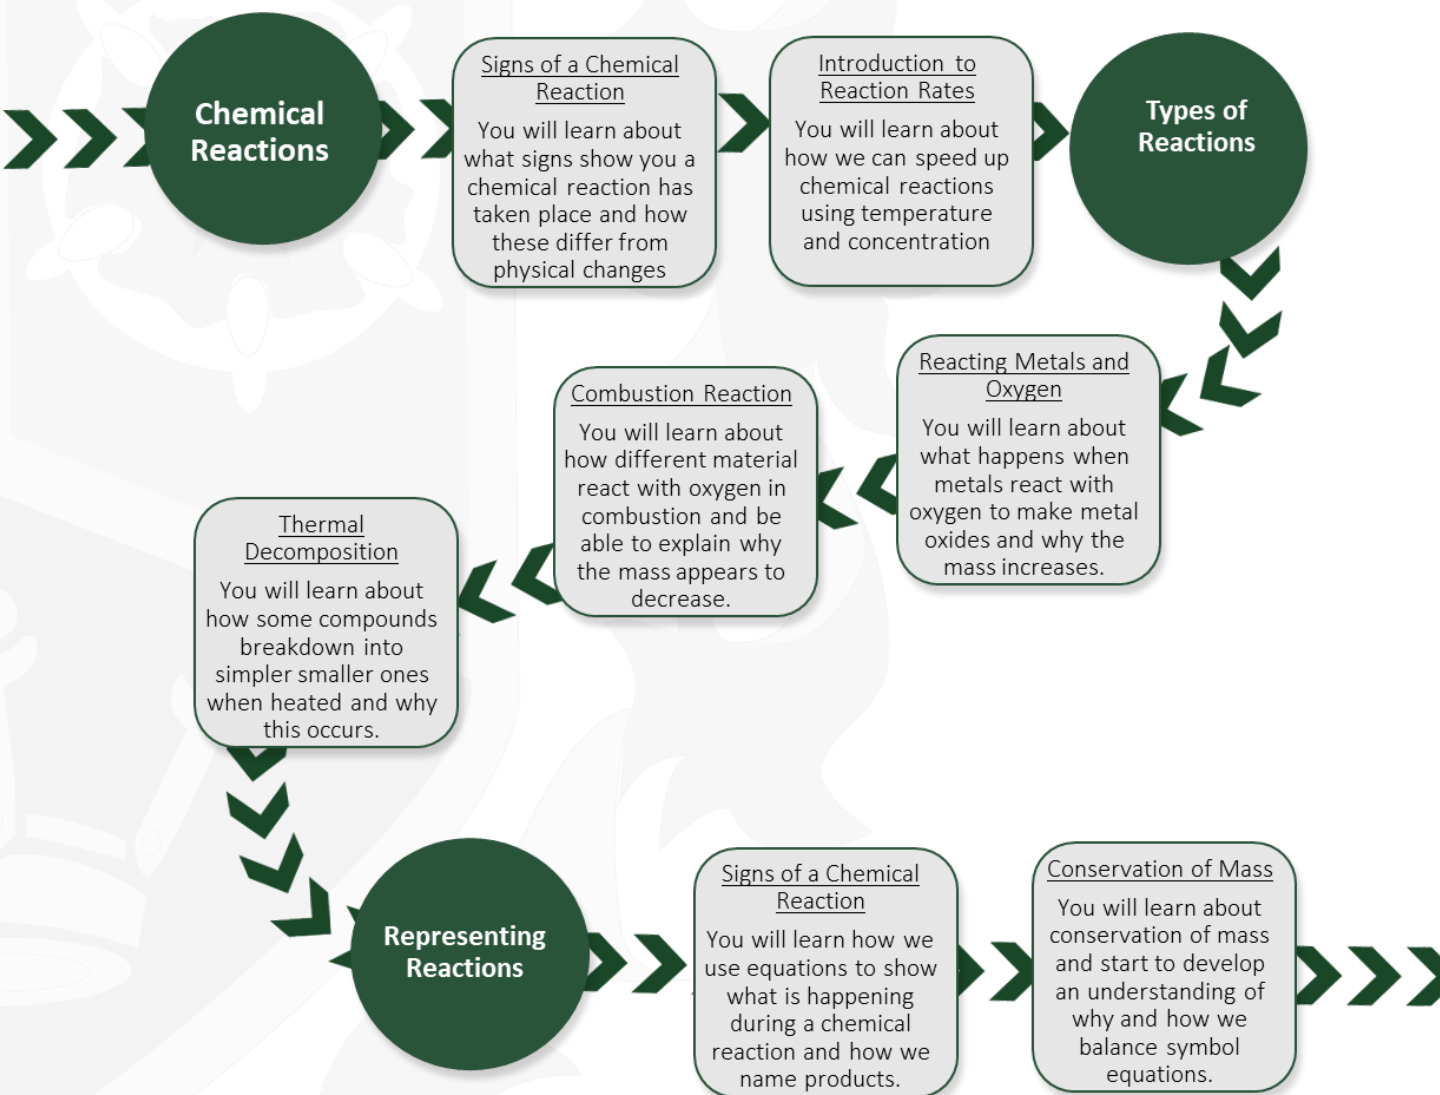 Chemical
Reactions
Signs of a Chemical
Reaction
You will learn about
what signs show you a
chemical reaction has
taken place and how
these differ from
physical changes
Introduction to
Reaction Rates
You will learn about
how we can speed up
chemical reactions
using temperature
and concentration
Types of
Reactions
Reacting Metals and
Oxygen
You will learn about
what happens when
metals react with
oxygen to make metal
oxides and why the
mass increases.
Combustion Reaction
You will learn about
how different material
react with oxygen in
combustion and be
able to explain why
the mass appears to
decrease.
Thermal
Decomposition
You will learn about
how some compounds
breakdown into
simpler smaller ones
when heated and why
this occurs.
Representing
Reactions
Signs of a Chemical
Reaction
You will learn how we
use equations to show
what is happening
during a chemical
reaction and how we
name products.
Conservation of Mass
You will learn about
conservation of mass
and start to develop
an understanding of
why and how we
balance symbol
equations.